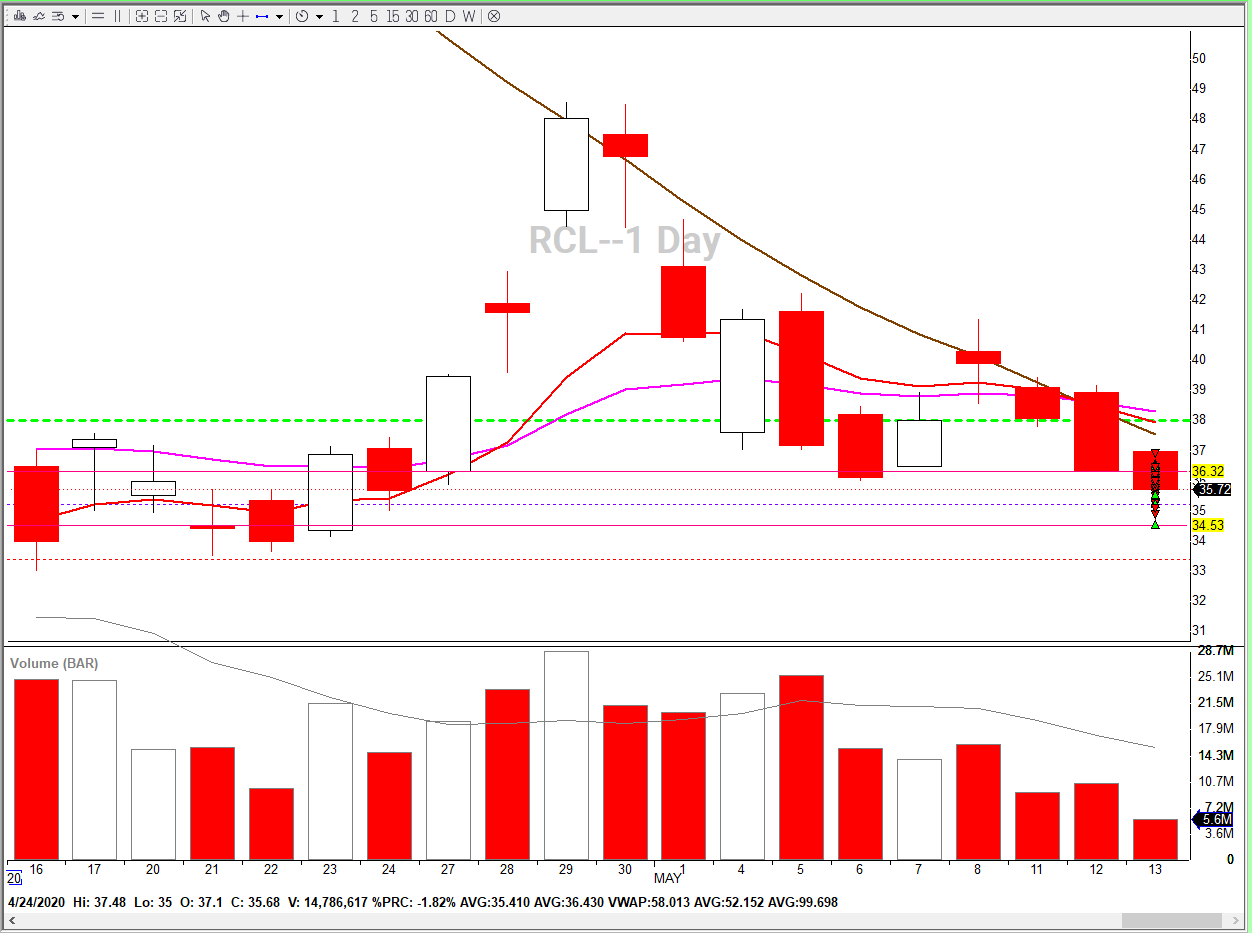 1 2 5 15 30 60 D W
RCL--1 Day
50
49
48
47
46
45
44
43
42
41
40
39
38
37
36.32
35.72
35
34.53
34
33
32
31
Volume (BAR)
28.7M
25.1M
21.5M
17.9M
14.3M
10.7M
7.2M
5.6M
3.6M
0
16 17 20 21 22 23 24 27 28 29 30 1 4 5 6 7 8 11 12 13
20 MAY
4/24/2020 Hi: 37.48 Lo: 35 O: 37.1 C: 35.68 V: 14,786,617 %PRC: -1.82% AVG:35.410 AVG:36.430 VWAP:58.013 AVG:52.152 AVG:99.698